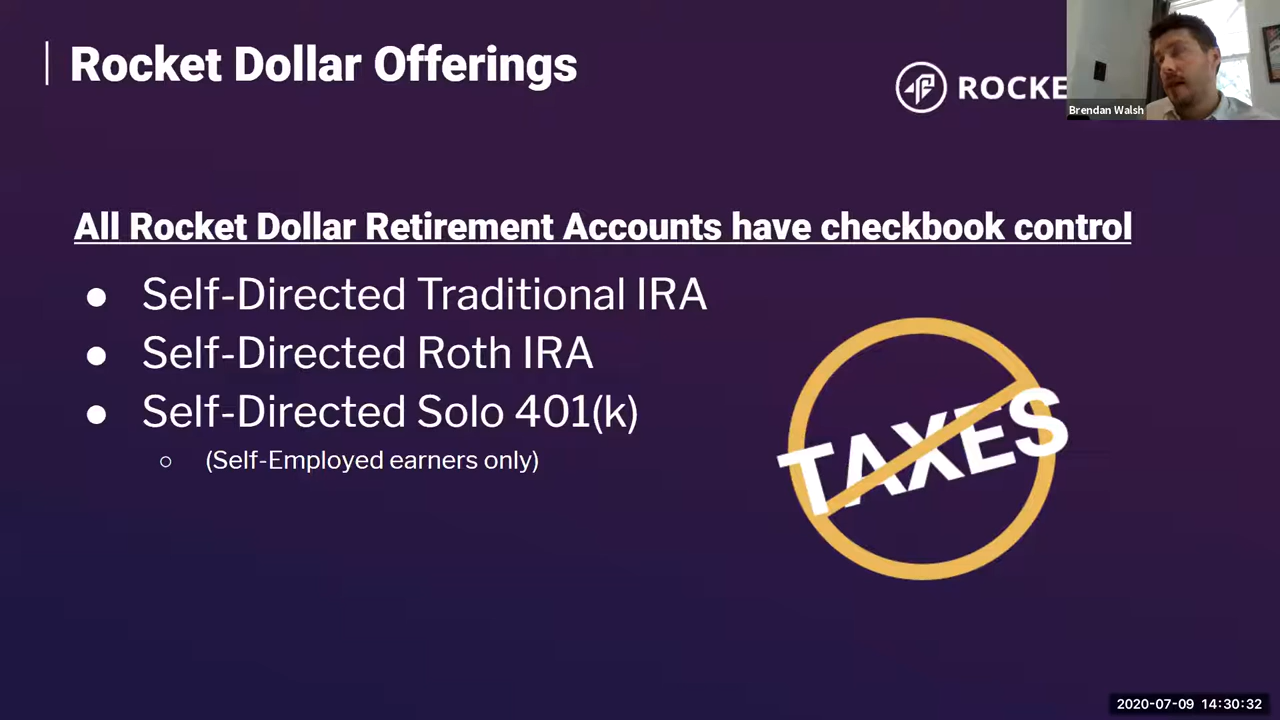 Rocket Dollar Offerings
ROCKE
Brendan Walsh
All Rocket Dollar Retirement Accounts have checkbook control
● Self-Directed Traditional IRA
● Self-Directed Roth IRA
● Self-Directed Solo 401(k)
○ (Self-Employed earners only)
TAXES
2020-07-09 14:30:32